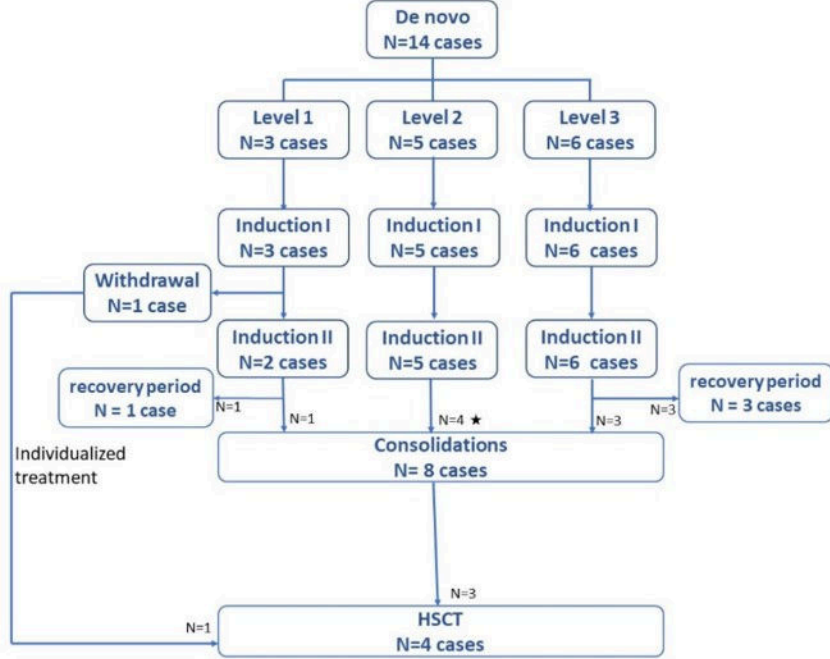 De novo
N=14 cases
Level 1
N=3 cases
Level 2
N=5 cases
Level 3
N=6 cases
Induction I
N=3 cases
Induction I
N=5 cases
Induction I
N=6 cases
Withdrawal
N=1 case
Induction II
N=2 cases
Induction II
N=5 cases
Induction II
N=6 cases
recovery period
N = 1 case
recovery period
N = 3 cases
N=1
N=1
N=4 ★
N=3
N=3
Consolidations
N= 8 cases
Individualized
treatment
N=3
N=1
HSCT
N=4 cases